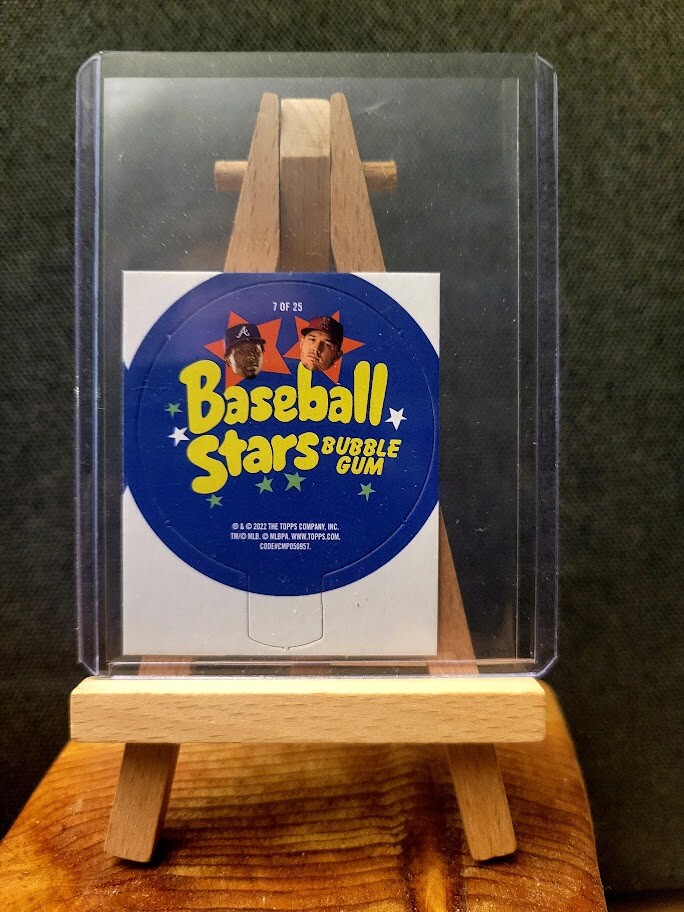 7 OF 25
A
Baseball
Stars BUBBLE
GUM
® & © 2022 THE TOPPS COMPANY, INC.
TM/© MLB. © MLBPA. WWW.TOPPS.COM.
CODE#CMP050957.